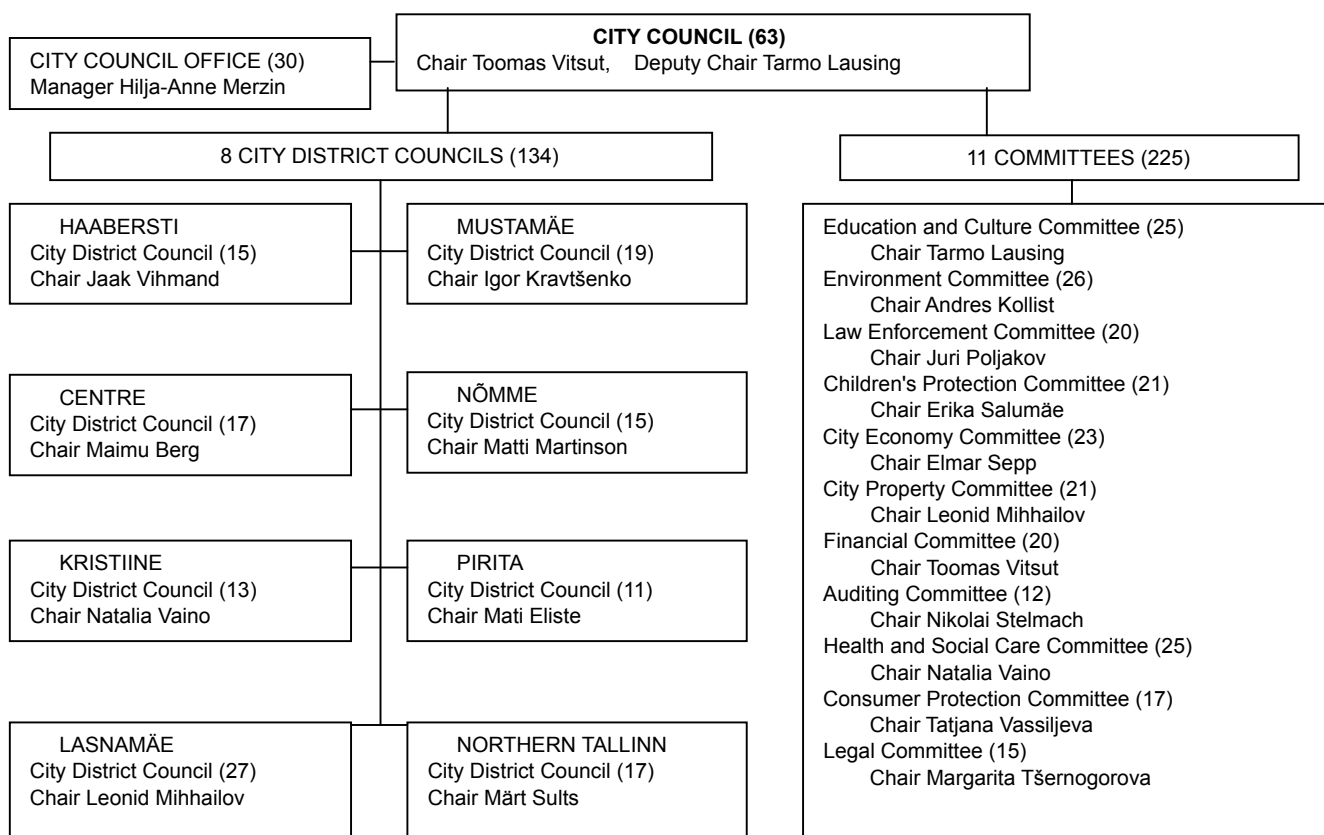 CITY COUNCIL (63)
Chair Toomas Vitsut, Deputy Chair Tarmo Lausing
CITY COUNCIL OFFICE (30)
Manager Hilja-Anne Merzin
8 CITY DISTRICT COUNCILS (134)
HAABERSTI
City District Council (15)
Chair Jaak Vihmand
MUSTAMÄE
City District Council (19)
Chair Igor Kravtšenko
CENTRE
City District Council (17)
Chair Maimu Berg
NÕMME
City District Council (15)
Chair Matti Martinson
KRISTIINE
City District Council (13)
Chair Natalia Vaino
PIRITA
City District Council (11)
Chair Mati Eliste
LASNAMÄE
City District Council (27)
Chair Leonid Mihhailov
NORTHERN TALLINN
City District Council (17)
Chair Märt Sults
11 COMMITTEES (225)
Education and Culture Committee (25)
Chair Tarmo Lausing
Environment Committee (26)
Chair Andres Kollist
Law Enforcement Committee (20)
Chair Juri Poljakov
Children's Protection Committee (21)
Chair Erika Salumäe
City Economy Committee (23)
Chair Elmar Sepp
City Property Committee (21)
Chair Leonid Mihhailov
Financial Committee (20)
Chair Toomas Vitsut
Auditing Committee (12)
Chair Nikolai Stelmach
Health and Social Care Committee (25)
Chair Natalia Vaino
Consumer Protection Committee (17)
Chair Tatjana Vassiljeva
Legal Committee (15)
Chair Margarita Tšernogorova